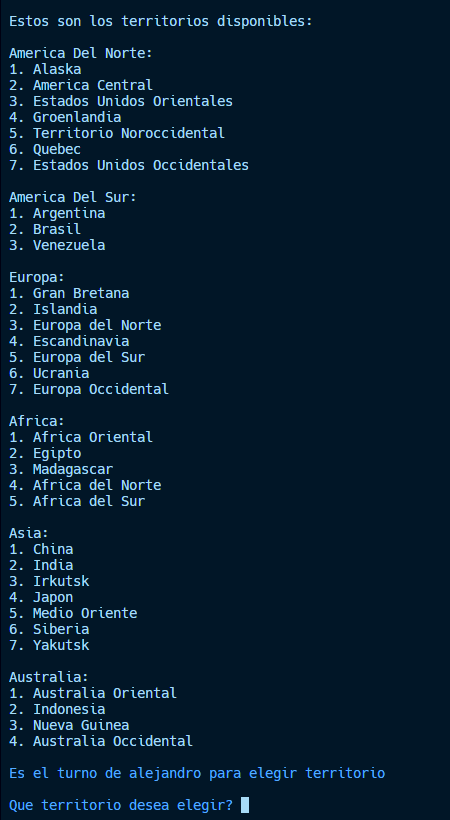 Estos son los territorios disponibles:
America Del Norte:
1. Alaska
2. America Central
3. Estados Unidos Orientales
4. Groenlandia
5. Territorio Noroccidental
6. Quebec
7. Estados Unidos Occidentales
America Del Sur:
1. Argentina
2. Brasil
3. Venezuela
Europa:
1. Gran Bretana
2. Islandia
3. Europa del Norte
4. Escandinavia
5. Europa del Sur
6. Ucrania
7. Europa Occidental
Africa:
1. Africa Oriental
2. Egipto
3. Madagascar
4. Africa del Norte
5. Africa del Sur
Asia:
1. China
2. India
3. Irkutsk
4. Japon
5. Medio Oriente
6. Siberia
7. Yakutsk
Australia:
1. Australia Oriental
2. Indonesia
3. Nueva Guinea
4. Australia Occidental
Es el turno de alejandro para elegir territorio
Que territorio desea elegir?